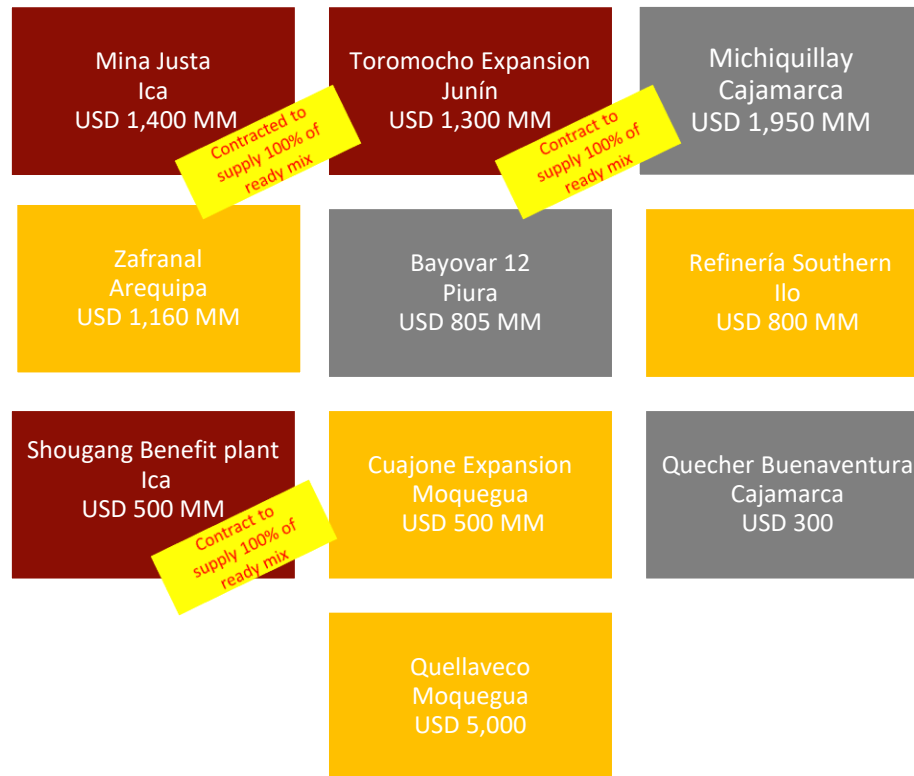 Mina Justa
Ica
USD 1,400 MM
Contracted to
supply 100% of
ready mix
Toromocho Expansion
Junín
USD 1,300 MM
Contract to
supply 100% of
ready mix
Michiquillay
Cajamarca
USD 1,950 MM
Zafranal
Arequipa
USD 1,160 MM
Bayovar 12
Piura
USD 805 MM
Refinería Southern
Ilo
USD 800 MM
Shougang Benefit plant
Ica
USD 500 MM
Contract to
supply 100% of
ready mix
Cuajone Expansion
Moquegua
USD 500 MM
Quecher Buenaventura
Cajamarca
USD 300
Quellaveco
Moquegua
USD 5,000